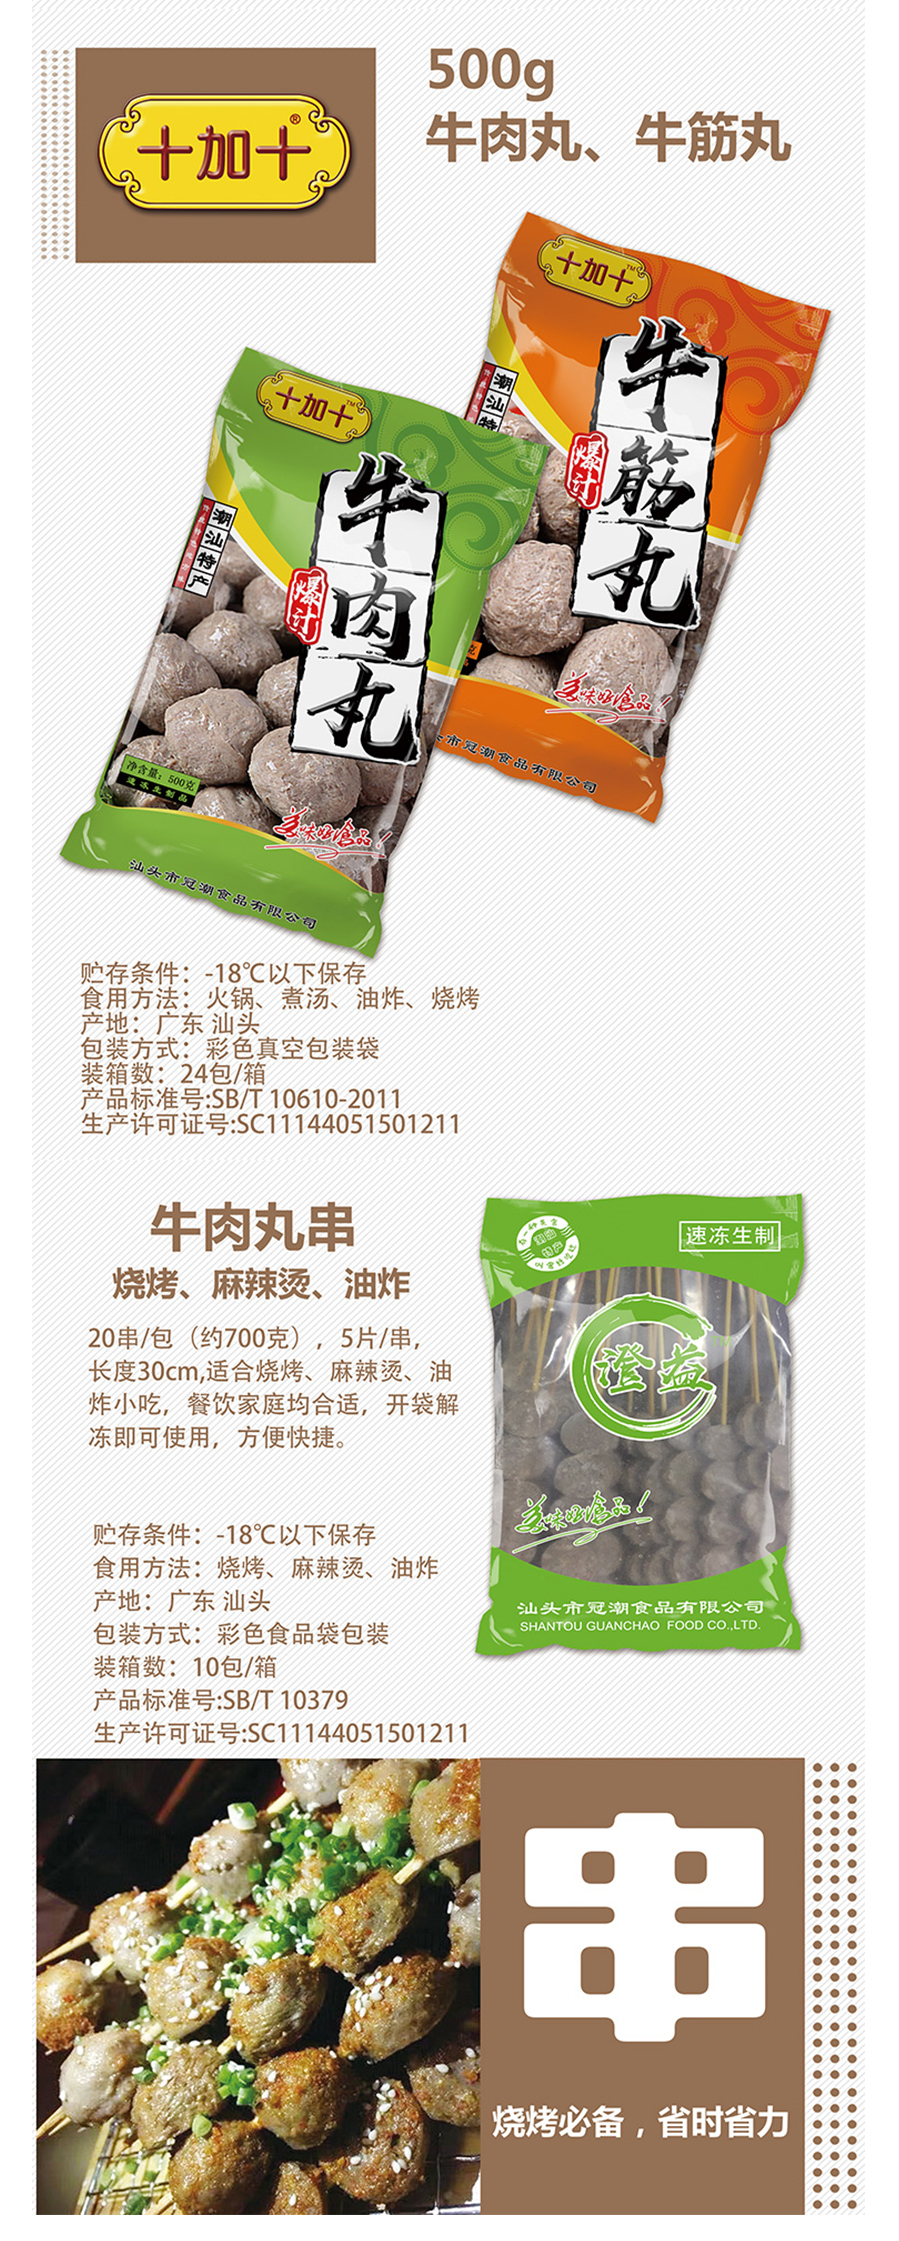 十加十®
500g
牛肉丸、牛筋丸
十加十™
牛筋丸
爆汁
潮汕特
美味好食品！
市冠潮食品有限公司
十加十™
牛肉丸
爆汁
潮汕特产
净含量：500克
速冻生制品
美味好食品！
汕头市冠潮食品有限公司
贮存条件：-18℃以下保存
食用方法：火锅、煮汤、油炸、烧烤
产地：广东 汕头
包装方式：彩色真空包装袋
装箱数：24包/箱
产品标准号:SB/T 10610-2011
生产许可证号:SC11144051501211
牛肉丸串
烧烤、麻辣烫、油炸
20串/包（约700克），5片/串，
长度30cm,适合烧烤、麻辣烫、油
炸小吃，餐饮家庭均合适，开袋解
冻即可使用，方便快捷。
速冻生制
澄益
美味好食品！
汕头市冠潮食品有限公司
SHANTOU GUANCHAO FOOD CO.,LTD.
贮存条件：-18℃以下保存
食用方法：烧烤、麻辣烫、油炸
产地：广东 汕头
包装方式：彩色食品袋包装
装箱数：10包/箱
产品标准号:SB/T 10379
生产许可证号:SC11144051501211
串
烧烤必备，省时省力